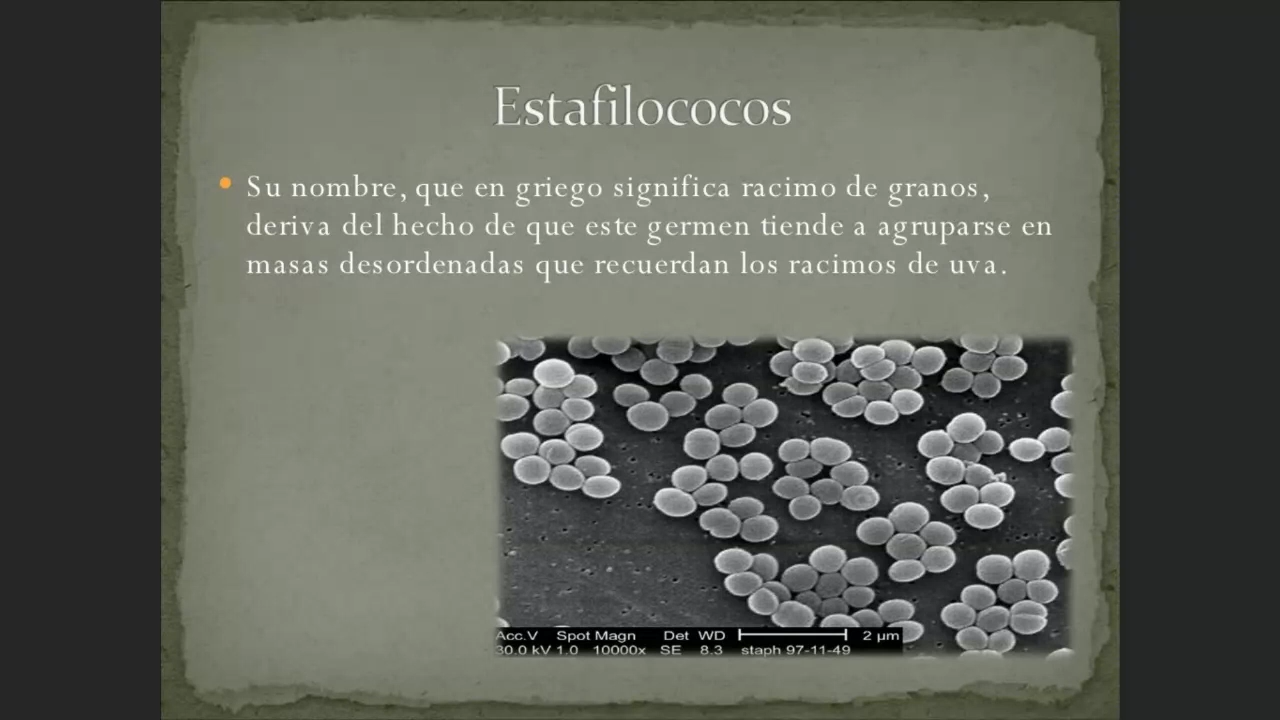 Estafilococos
• Su nombre, que en griego significa racimo de granos,
deriva del hecho de que este germen tiende a agruparse en
masas desordenadas que recuerdan los racimos de uva.
Acc.V Spot Magn Det WD 2 µm
30.0 kV 1.0 10000x SE 8.3 staph 97-11-49